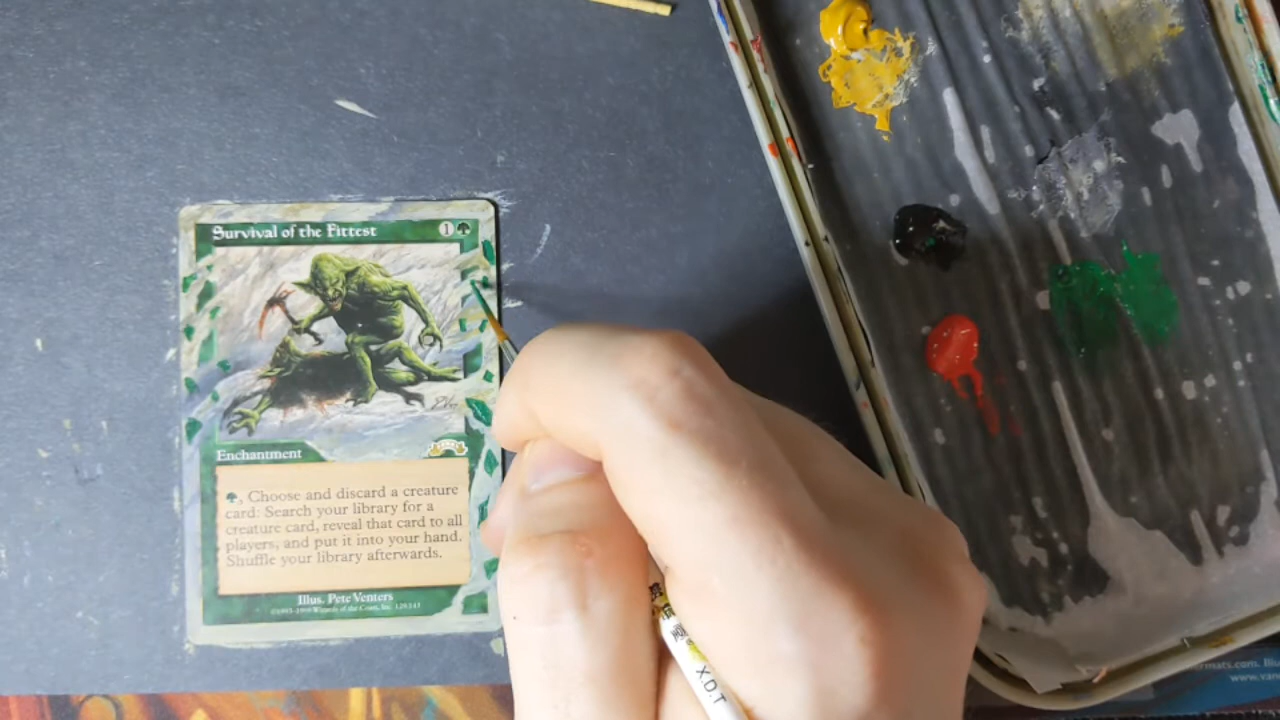 Survival of the Fittest 1
Enchantment
, Choose and discard a creature
card: Search your library for a
creature card, reveal that card to all
players, and put it into your hand.
Shuffle your library afterwards.
Illus. Pete Venters
X.D.T